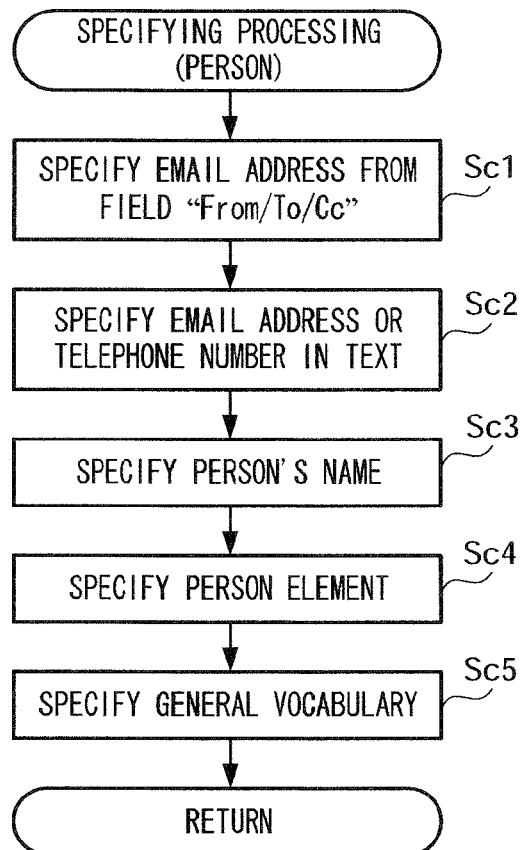 SPECIFYING PROCESSING
(PERSON)
Sc1
SPECIFY EMAIL ADDRESS FROM
FIELD “From/To/Cc”
Sc2
SPECIFY EMAIL ADDRESS OR
TELEPHONE NUMBER IN TEXT
Sc3
SPECIFY PERSON'S NAME
Sc4
SPECIFY PERSON ELEMENT
Sc5
SPECIFY GENERAL VOCABULARY
RETURN